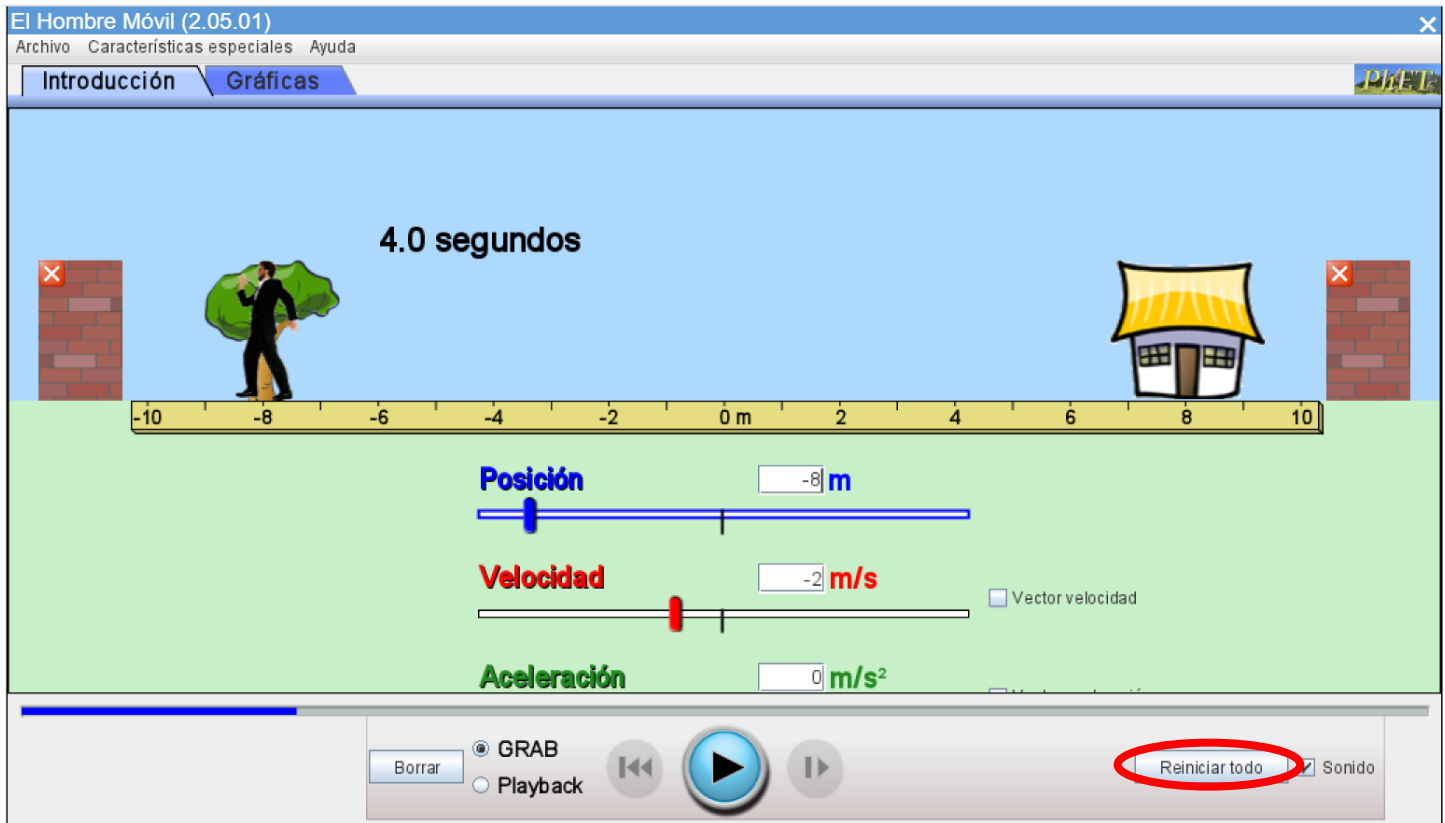 El Hombre Móvil (2.05.01)
Archivo Características especiales Ayuda
Introducción Gráficas
PhET
4.0 segundos
-10 -8 -6 -4 -2 0 m 2 4 6 8 10
Posición -8 m
Velocidad -2 m/s
Vector velocidad
Aceleración 0 m/s²
Borrar
GRAB
Playback
Reiniciar todo
Sonido